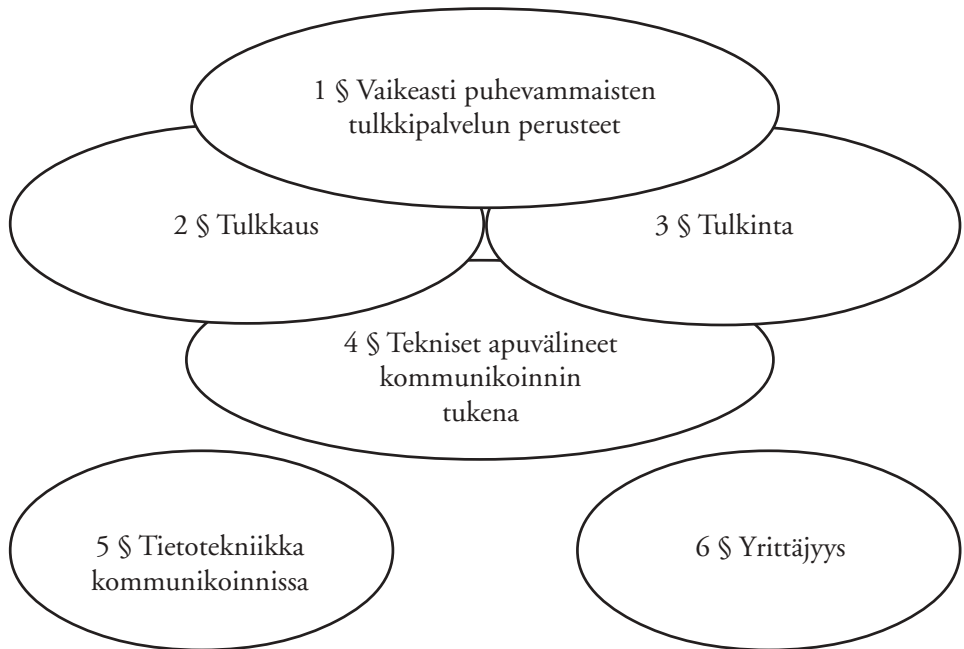 1 § Vaikeasti puhevammaisten
tulkkipalvelun perusteet
2 § Tulkkaus
3 § Tulkinta
4 § Tekniset apuvälineet
kommunikoinnin
tukena
5 § Tietotekniikka
kommunikoinnissa
6 § Yrittäjyys